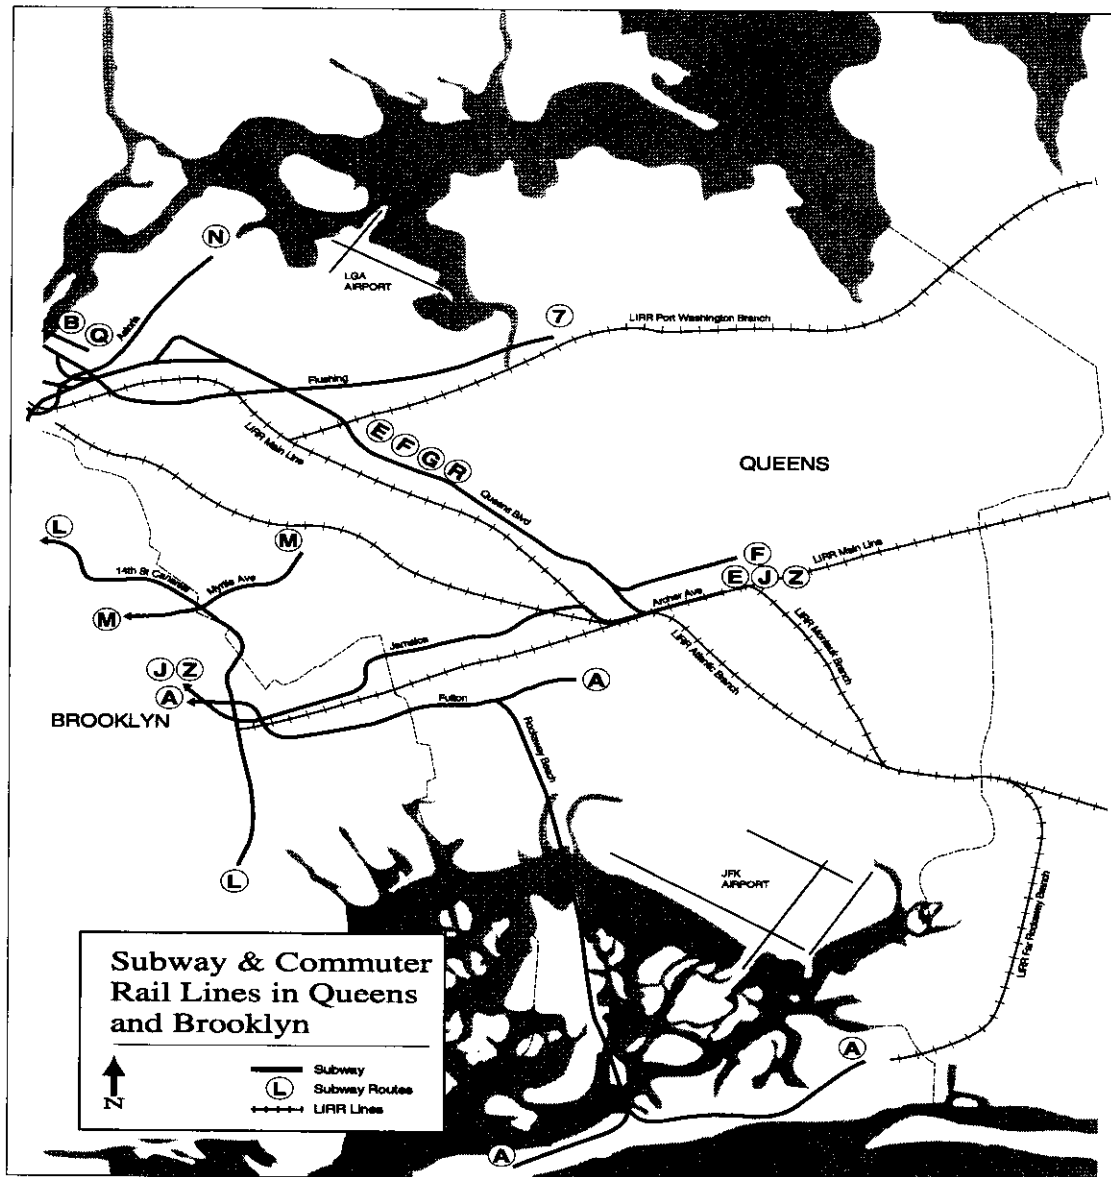 N
LGA
AIRPORT
B
Q
Astoria
7
LIRR Port Washington Branch
Flushing
LIRR Main Line
E
F
G
R
QUEENS
Queens Blvd
L
M
F
LIRR Main Line
E
J
Z
14th St Canarsie
Myrtle Ave
Archer Ave
M
Jamaica
LIRR Atlantic Branch
LIRR Montauk Branch
J
Z
A
A
Fulton
BROOKLYN
Rockaway Beach
L
JFK
AIRPORT
LIRR Far Rockaway Branch
Subway & Commuter
Rail Lines in Queens
and Brooklyn
N
Subway
L
Subway Routes
LIRR Lines
A
A